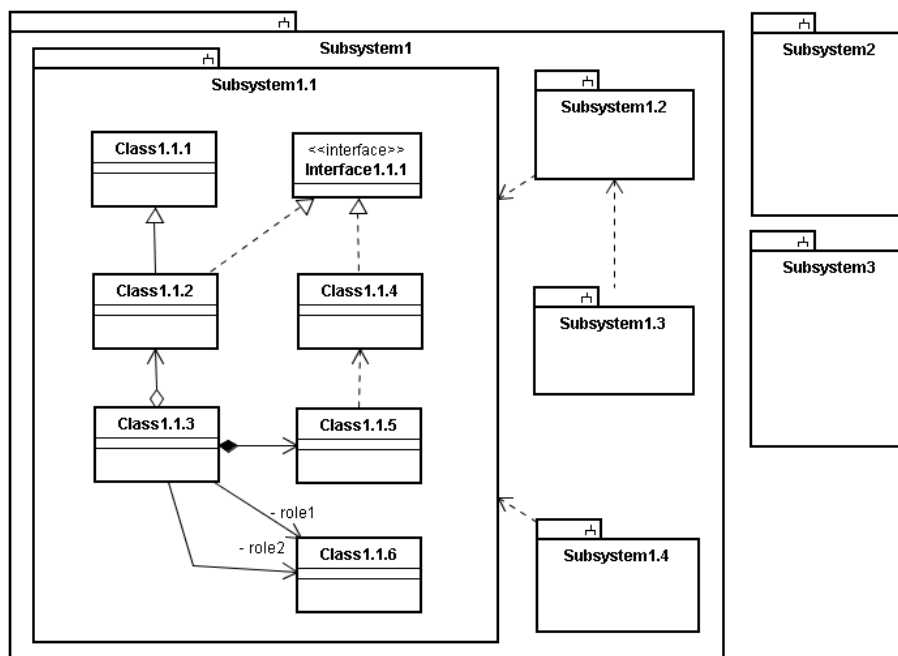 Subsystem1
Subsystem1.1
Class1.1.1
<<interface>>
Interface1.1.1
Class1.1.2
Class1.1.4
Class1.1.3
Class1.1.5
- role1
- role2
Class1.1.6
Subsystem1.2
Subsystem1.3
Subsystem1.4
Subsystem2
Subsystem3